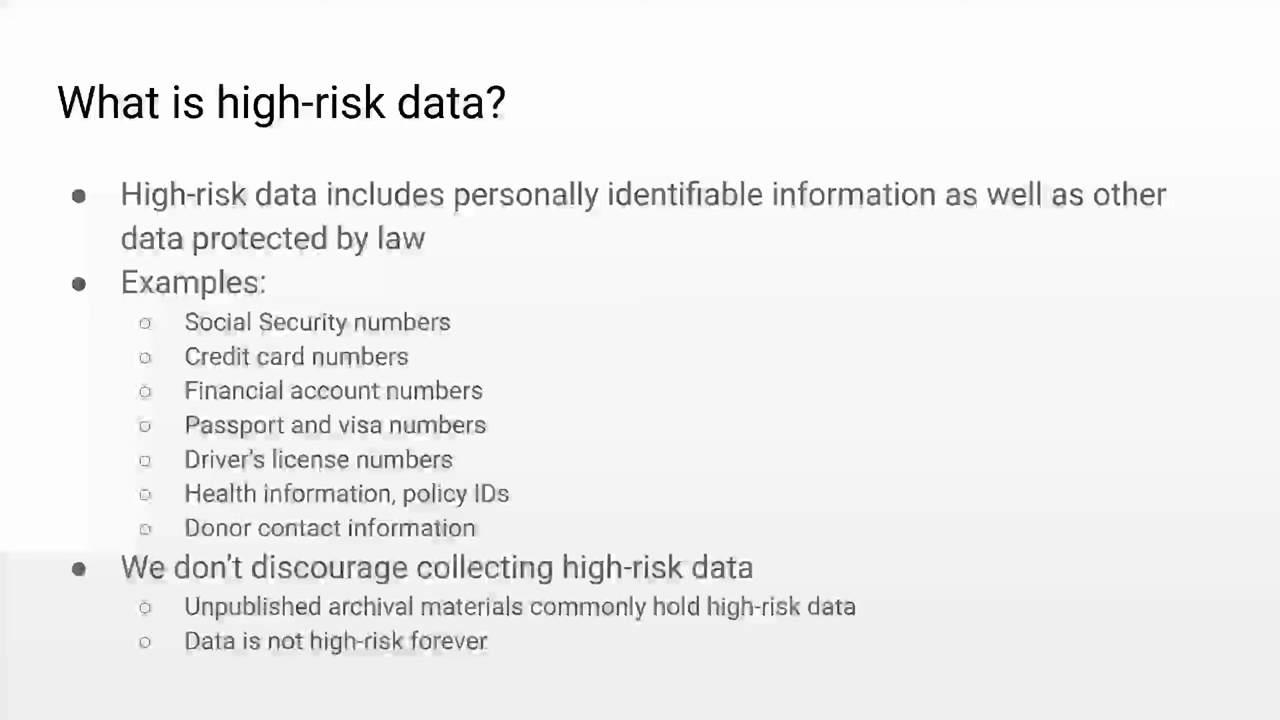 What is high-risk data?
● High-risk data includes personally identifiable information as well as other
data protected by law
● Examples:
○ Social Security numbers
○ Credit card numbers
○ Financial account numbers
○ Passport and visa numbers
○ Driver's license numbers
○ Health information, policy IDs
○ Donor contact information
● We don't discourage collecting high-risk data
○ Unpublished archival materials commonly hold high-risk data
○ Data is not high-risk forever